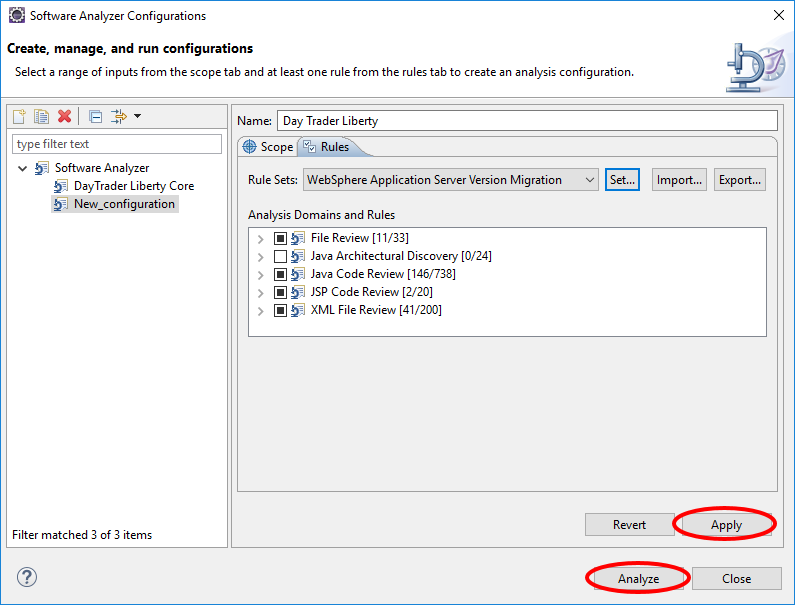 Software Analyzer Configurations
Create, manage, and run configurations
Select a range of inputs from the scope tab and at least one rule from the rules tab to create an analysis configuration.
type filter text
Software Analyzer
DayTrader Liberty Core
New_configuration
Filter matched 3 of 3 items
Name: Day Trader Liberty
Scope Rules
Rule Sets: WebSphere Application Server Version Migration Set... Import... Export...
Analysis Domains and Rules
File Review [11/33]
Java Architectural Discovery [0/24]
Java Code Review [146/738]
JSP Code Review [2/20]
XML File Review [41/200]
Revert Apply
? Analyze Close